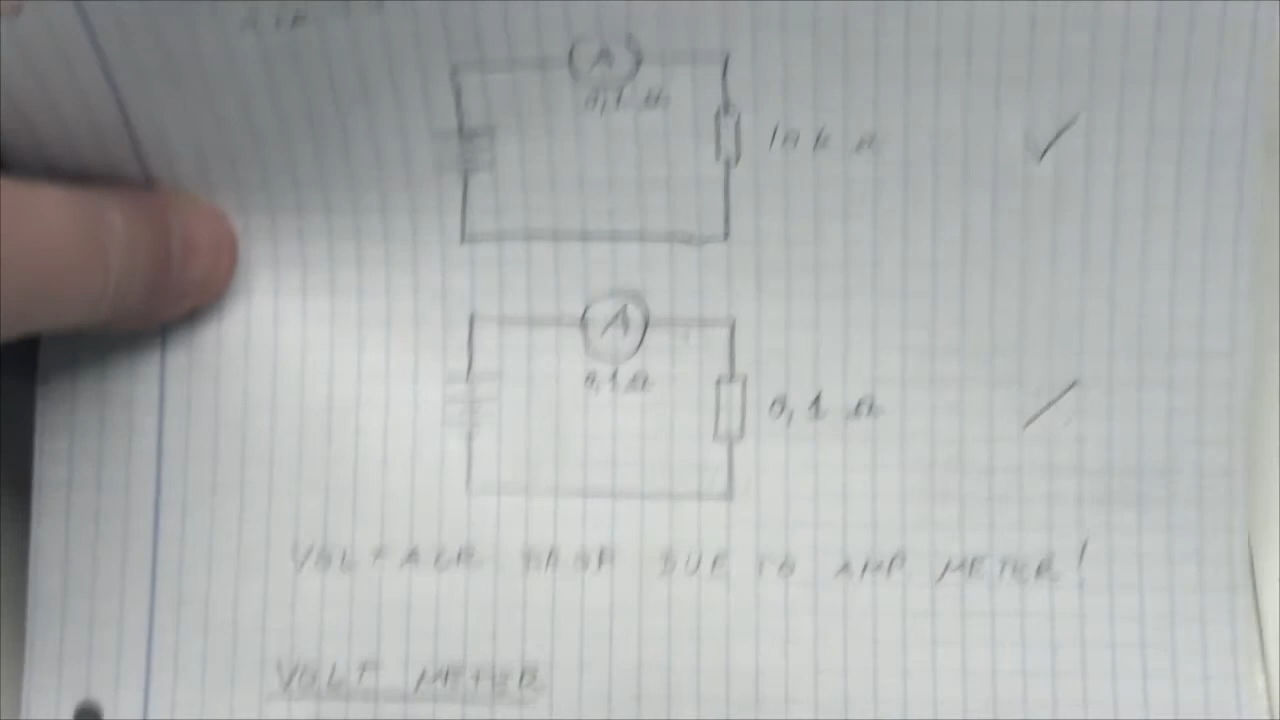 A
0,1 Ω
10 k Ω
A
0,1 Ω
0,1 Ω
VOLTAGE DROP DUE TO AMP METER!
VOLT METER